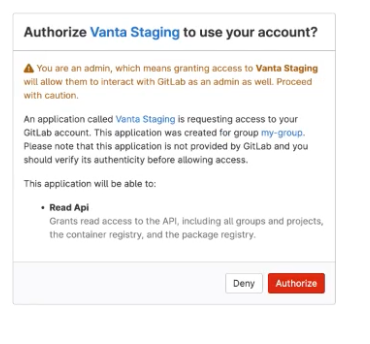 Authorize Vanta Staging to use your account?
You are an admin, which means granting access to Vanta Staging
will allow them to interact with GitLab as an admin as well. Proceed
with caution.
An application called Vanta Staging is requesting access to your
GitLab account. This application was created for group my-group.
Please note that this application is not provided by GitLab and you
should verify its authenticity before allowing access.
This application will be able to:
• Read Api
Grants read access to the API, including all groups and projects,
the container registry, and the package registry.
Deny Authorize